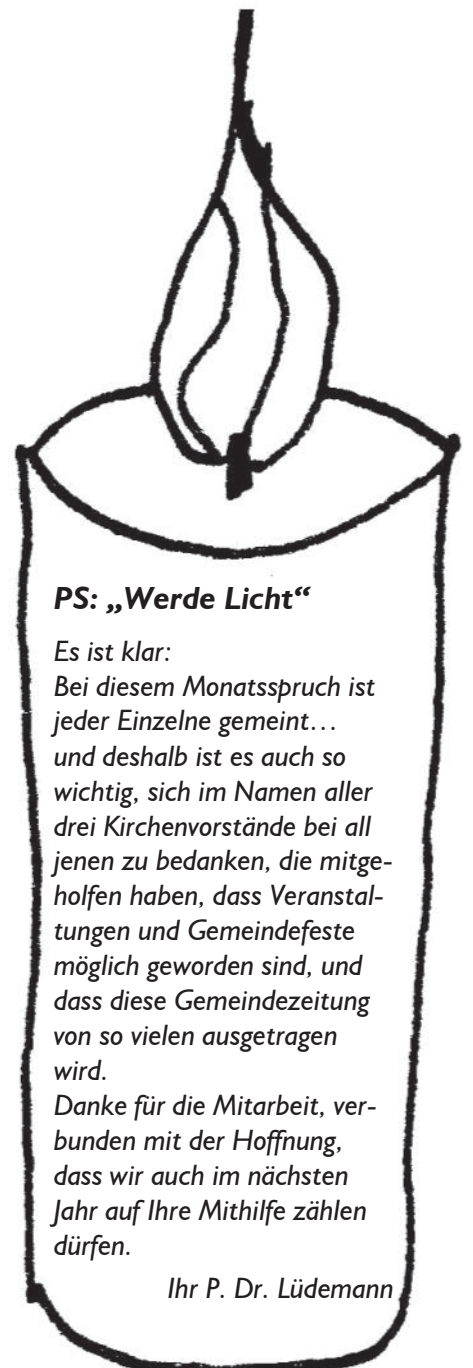 PS: „Werde Licht“
Es ist klar:
Bei diesem Monatsspruch ist
jeder Einzelne gemeint…
und deshalb ist es auch so
wichtig, sich im Namen aller
drei Kirchenvorstände bei all
jenen zu bedanken, die mitge-
holfen haben, dass Veranstal-
tungen und Gemeindefeste
möglich geworden sind, und
dass diese Gemeindezeitung
von so vielen ausgetragen
wird.
Danke für die Mitarbeit, ver-
bunden mit der Hoffnung,
dass wir auch im nächsten
Jahr auf Ihre Mithilfe zählen
dürfen.
Ihr P. Dr. Lüdemann